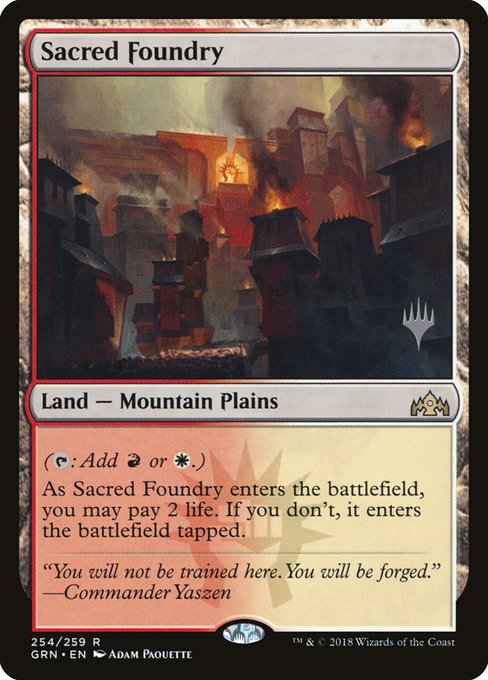 Sacred Foundry
Land — Mountain Plains
(T: Add R or W.)
As Sacred Foundry enters the battlefield,
you may pay 2 life. If you don't, it enters
the battlefield tapped.
“You will not be trained here. You will be forged.”
—Commander Yaszen
254/259 R
GRN • EN Adam Paquette
™ & © 2018 Wizards of the Coast